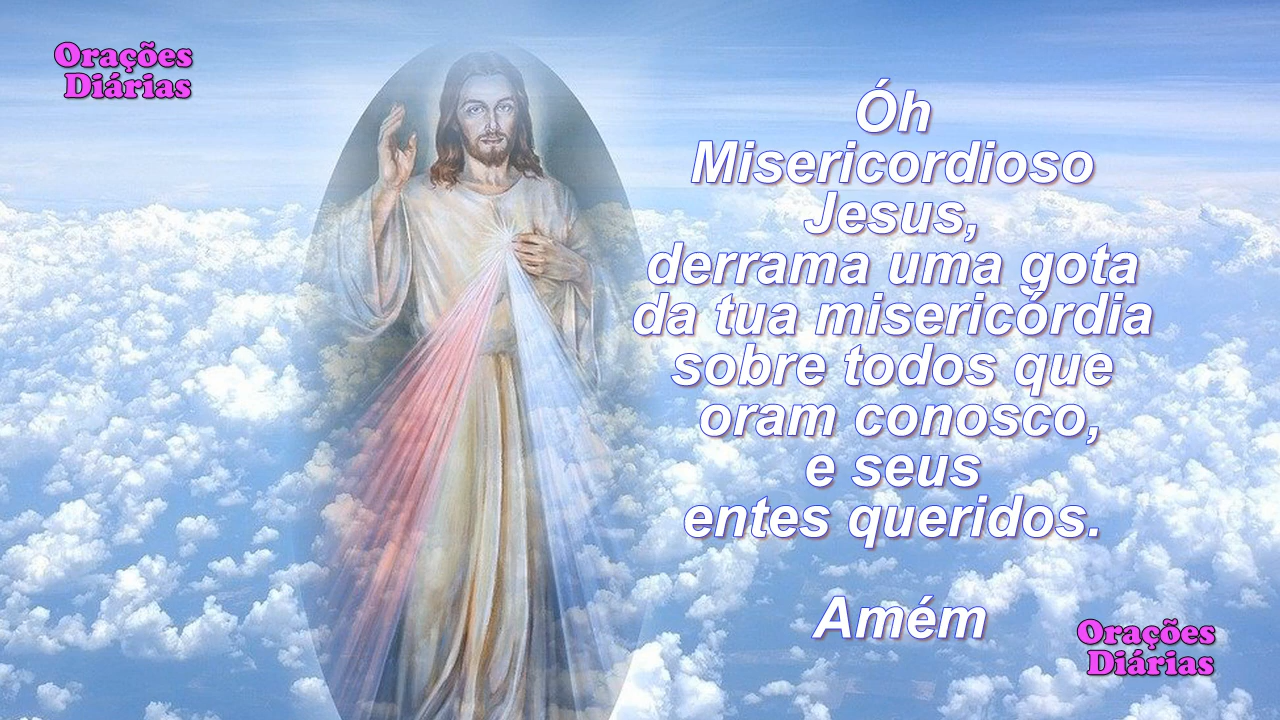 Orações
Diárias
Óh
Misericordioso
Jesus,
derrama uma gota
da tua misericórdia
sobre todos que
oram conosco,
e seus
entes queridos.
Amém
Orações
Diárias